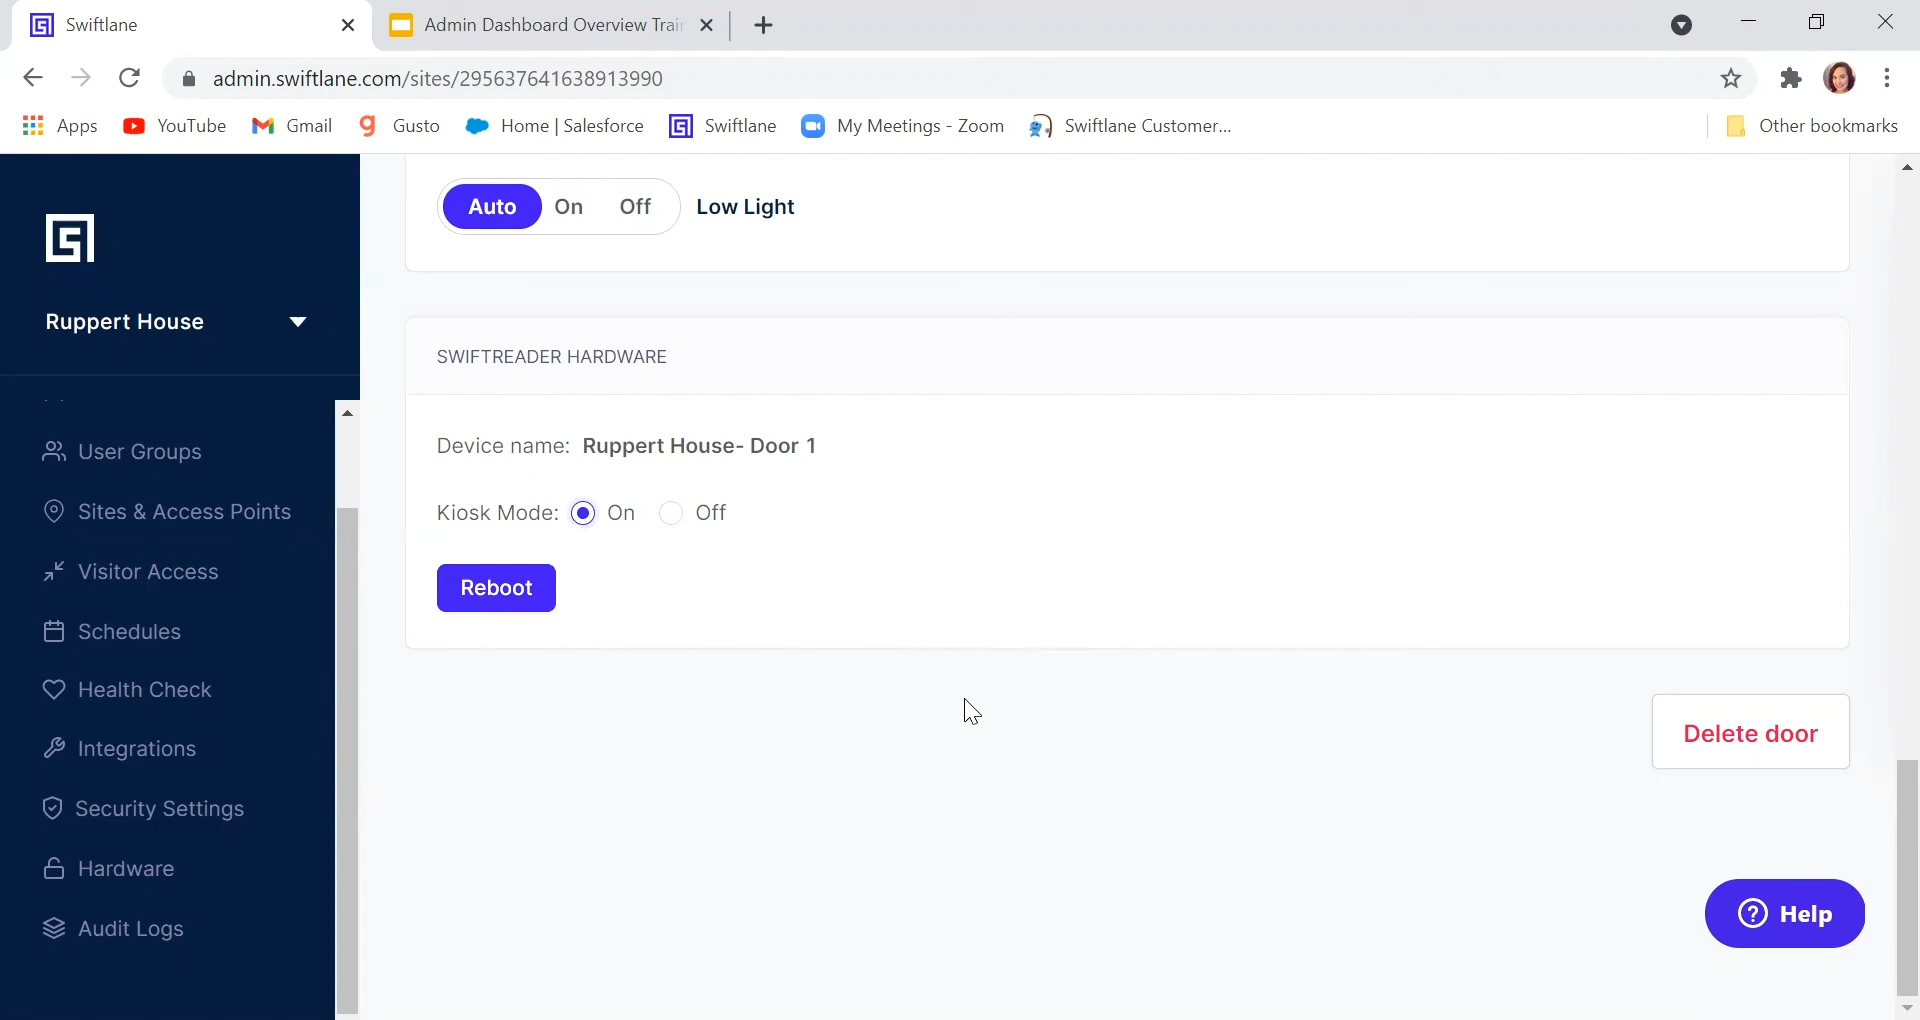 Swiftlane
Admin Dashboard Overview Trai
admin.swiftlane.com/sites/295637641638913990
Apps
YouTube
Gmail
Gusto
Home | Salesforce
Swiftlane
My Meetings - Zoom
Swiftlane Customer...
Other bookmarks
Ruppert House
User Groups
Sites & Access Points
Visitor Access
Schedules
Health Check
Integrations
Security Settings
Hardware
Audit Logs
Auto On Off Low Light
SWIFTREADER HARDWARE
Device name: Ruppert House- Door 1
Kiosk Mode: On Off
Reboot
Delete door
Help